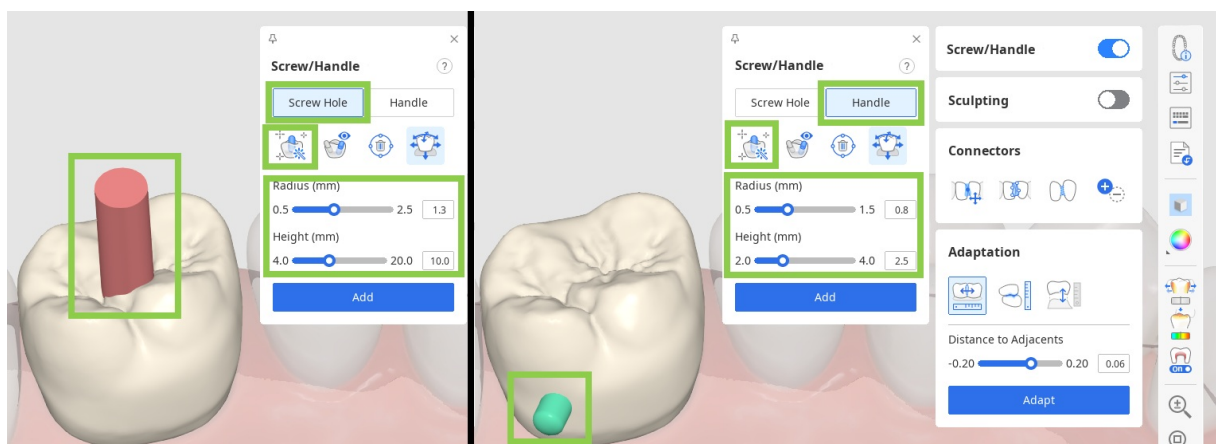 Screw/Handle
?
Screw Hole
Handle
Radius (mm)
0.5 2.5 1.3
Height (mm)
4.0 20.0 10.0
Add
Screw/Handle
?
Screw Hole
Handle
Radius (mm)
0.5 1.5 0.8
Height (mm)
2.0 4.0 2.5
Add
Screw/Handle
Sculpting
Connectors
Adaptation
Distance to Adjacents
-0.20 0.20 0.06
Adapt
ON